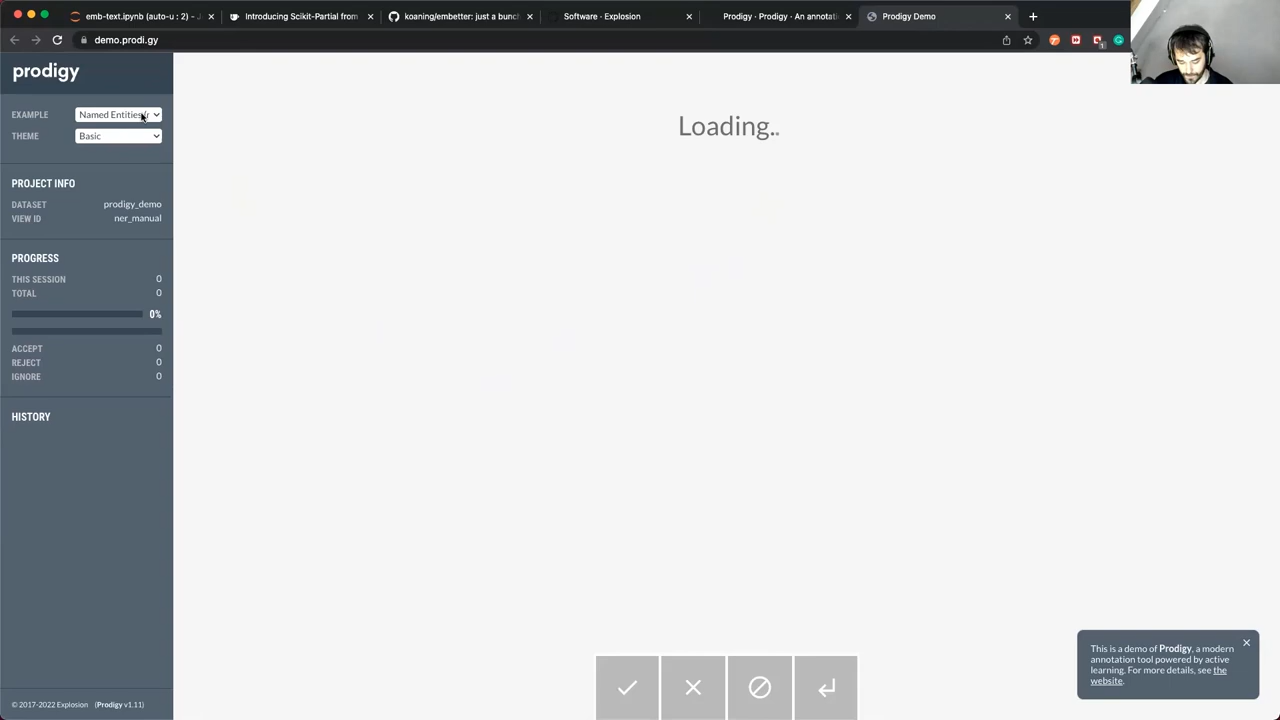 emb-text.ipynb (auto-u : 2) - J
Introducing Scikit-Partial from
koaning/embetter: just a bunch
Software · Explosion
Prodigy · Prodigy · An annotati
Prodigy Demo
demo.prodi.gy
prodigy
EXAMPLE Named Entities
THEME Basic
PROJECT INFO
DATASET prodigy_demo
VIEW ID ner_manual
PROGRESS
THIS SESSION 0
TOTAL 0
0%
ACCEPT 0
REJECT 0
IGNORE 0
HISTORY
Loading..
This is a demo of Prodigy, a modern
annotation tool powered by active
learning. For more details, see the
website.
© 2017-2022 Explosion (Prodigy v1.11)